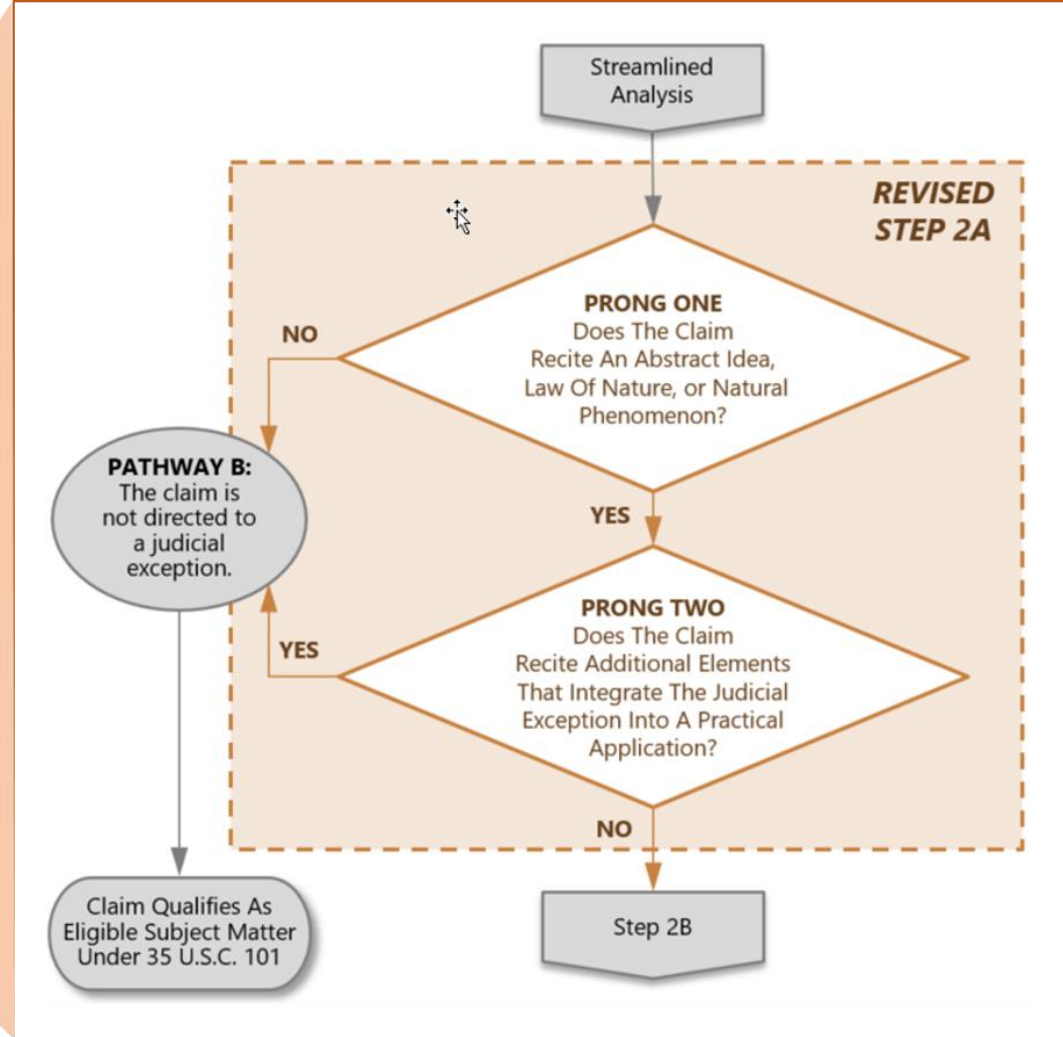 Streamlined
Analysis
REVISED
STEP 2A
PRONG ONE
Does The Claim
Recite An Abstract Idea,
Law Of Nature, or Natural
Phenomenon?
NO
PATHWAY B:
The claim is
not directed to
a judicial
exception.
YES
PRONG TWO
Does The Claim
Recite Additional Elements
That Integrate The Judicial
Exception Into A Practical
Application?
YES
NO
Claim Qualifies As
Eligible Subject Matter
Under 35 U.S.C. 101
Step 2B